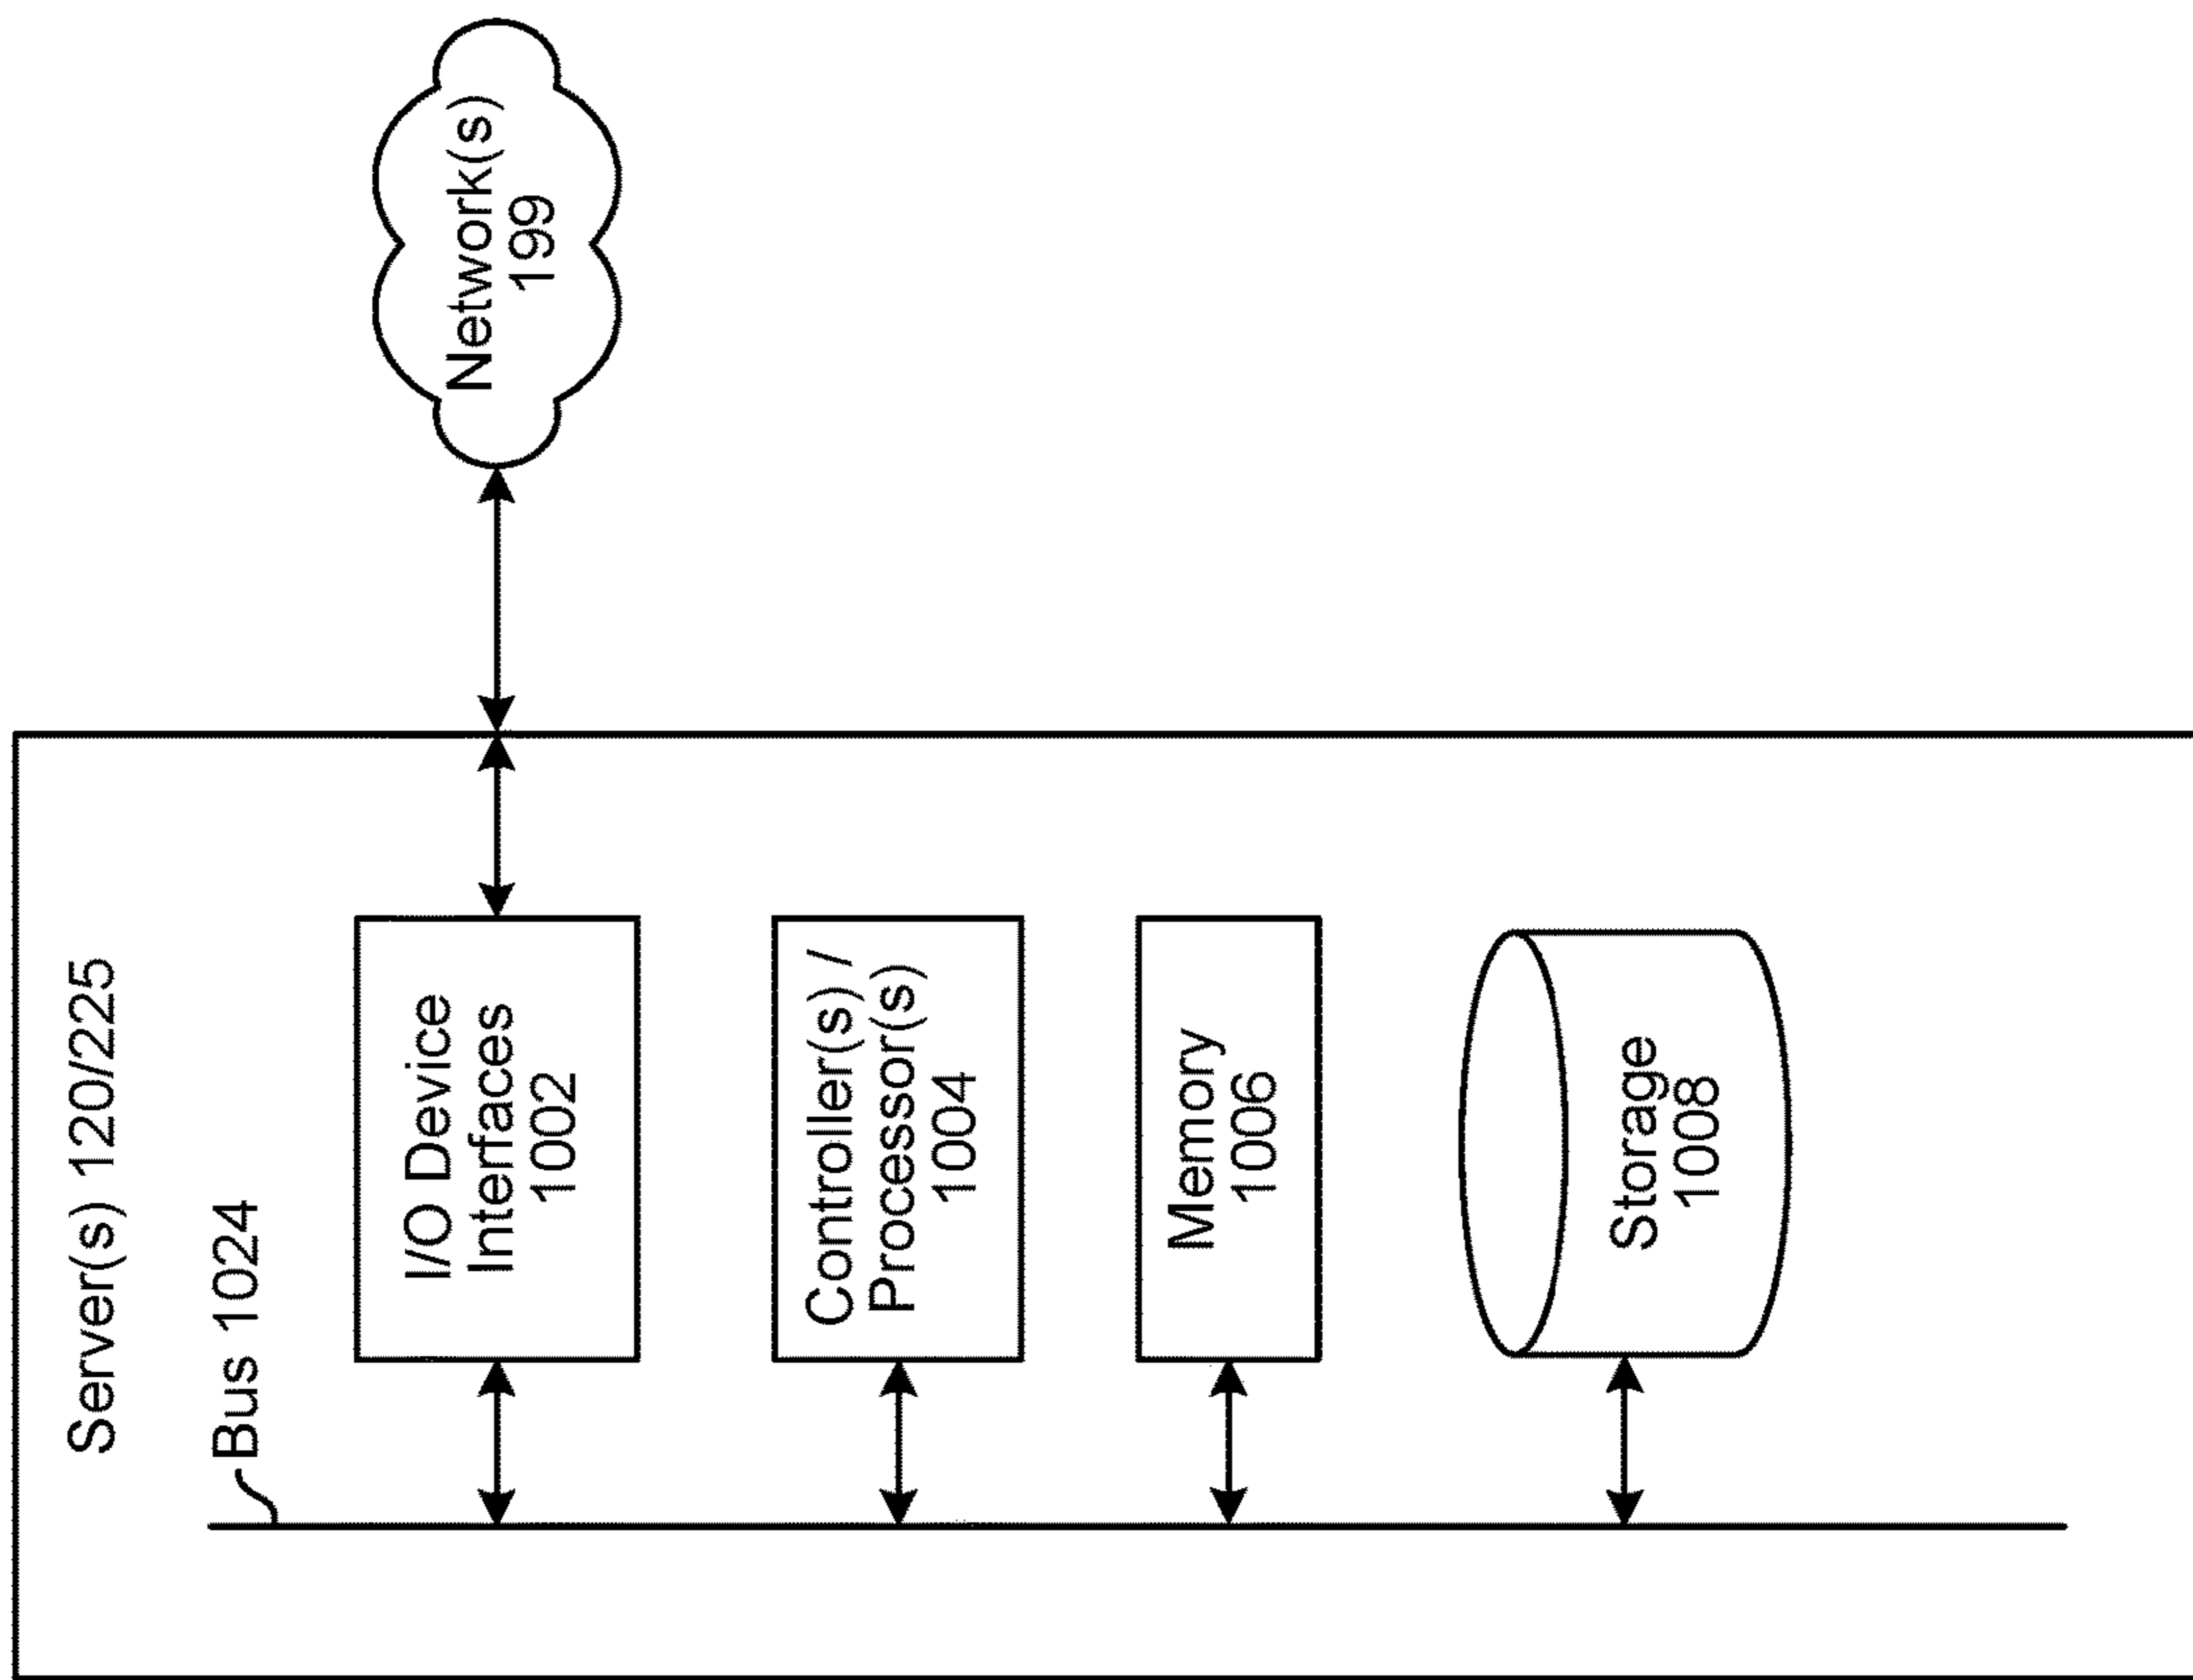 Server(s) 120/225
Bus 1024
I/O Device
Interfaces
1002
Network(s)
199
Controller(s) /
Processor(s)
1004
Memory
1006
Storage
1008